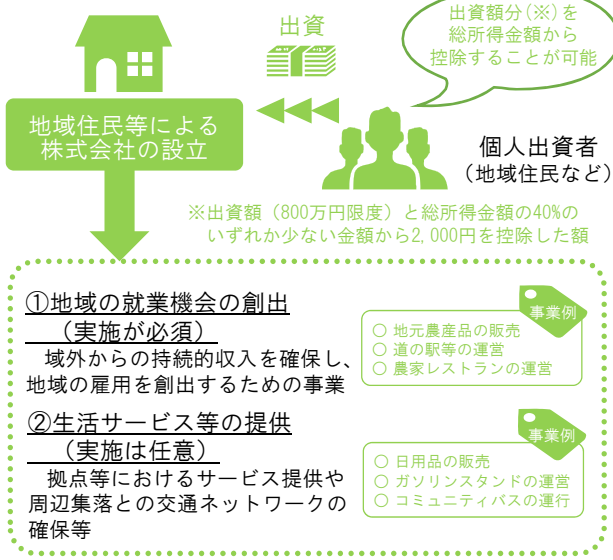 出資
出資額分(※)を
総所得金額から
控除することが可能
地域住民等による
株式会社の設立
個人出資者
(地域住民など)
※出資額（800万円限度）と総所得金額の40%の
いずれか少ない金額から2,000円を控除した額
①地域の就業機会の創出
（実施が必須）
域外からの持続的収入を確保し、
地域の雇用を創出するための事業
事業例
○ 地元農産品の販売
○ 道の駅等の運営
○ 農家レストランの運営
②生活サービス等の提供
（実施は任意）
拠点等におけるサービス提供や
周辺集落との交通ネットワークの
確保等
事業例
○ 日用品の販売
○ ガソリンスタンドの運営
○ コミュニティバスの運行